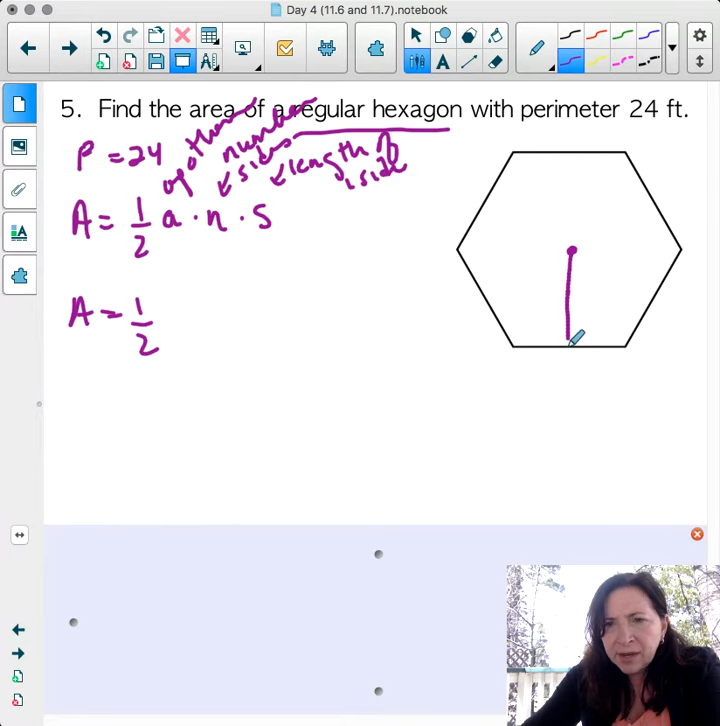 Day 4 (11.6 and 11.7).notebook
5. Find the area of a regular hexagon with perimeter 24 ft.
P = 24
apothem
number
sides
length of
1 side
A = 1/2 a · n · s
A = 1/2